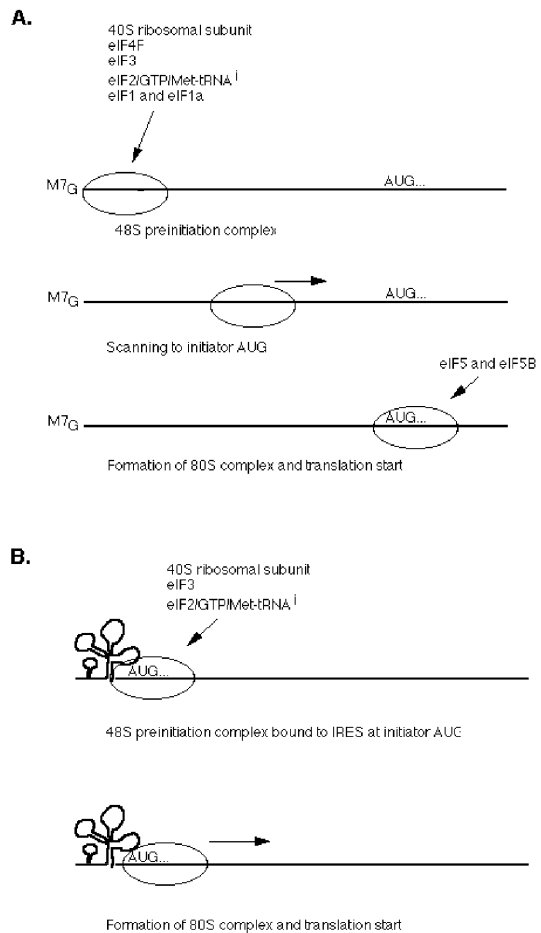 A.
40S ribosomal subunit
eIF4F
eIF3
eIF2/GTP/Met-tRNA i
eIF1 and eIF1a
M7G AUG...
48S preinitiation complex
M7G AUG...
Scanning to initiator AUG
eIF5 and eIF5B
M7G AUG...
Formation of 80S complex and translation start
B.
40S ribosomal subunit
eIF3
eIF2/GTP/Met-tRNA i
AUG...
48S preinitiation complex bound to IRES at initiator AUG
AUG...
Formation of 80S complex and translation start